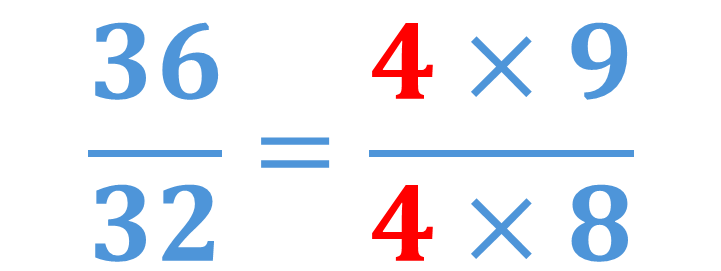 36/32 = 4 × 9/4 × 8